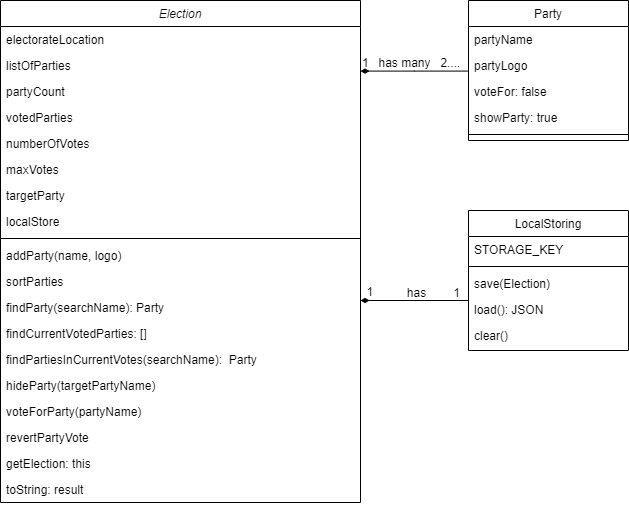 Election
electorateLocation
listOfParties
partyCount
votedParties
numberOfVotes
maxVotes
targetParty
localStore
addParty(name, logo)
sortParties
findParty(searchName): Party
findCurrentVotedParties: []
findPartiesInCurrentVotes(searchName):  Party
hideParty(targetPartyName)
voteForParty(partyName)
revertPartyVote
getElection: this
toString: result
1 has many 2....
Party
partyName
partyLogo
voteFor: false
showParty: true
1 has 1
LocalStoring
STORAGE_KEY
save(Election)
load(): JSON
clear()